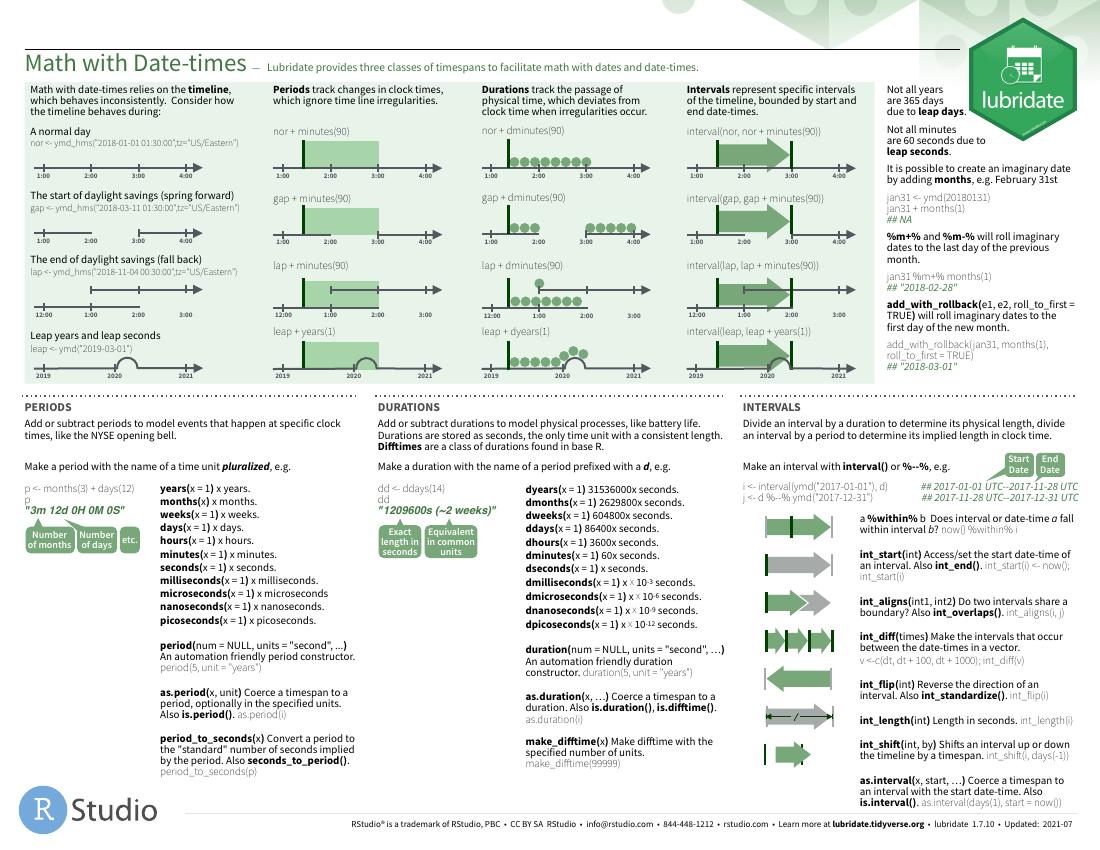 Math with Date-times — Lubridate provides three classes of timespans to facilitate math with dates and date-times.
lubridate
Math with date-times relies on the timeline,
which behaves inconsistently. Consider how
the timeline behaves during:
A normal day
nor <- ymd_hms("2018-01-01 01:30:00",tz="US/Eastern")
1:00 2:00 3:00 4:00
The start of daylight savings (spring forward)
gap <- ymd_hms("2018-03-11 01:30:00",tz="US/Eastern")
1:00 2:00 3:00 4:00
The end of daylight savings (fall back)
lap <- ymd_hms("2018-11-04 00:30:00",tz="US/Eastern")
12:00 1:00 2:00 3:00
Leap years and leap seconds
leap <- ymd("2019-03-01")
2019 2020 2021
Periods track changes in clock times,
which ignore time line irregularities.
nor + minutes(90)
1:00 2:00 3:00 4:00
gap + minutes(90)
1:00 2:00 3:00 4:00
lap + minutes(90)
12:00 1:00 2:00 3:00
leap + years(1)
2019 2020 2021
Durations track the passage of
physical time, which deviates from
clock time when irregularities occur.
nor + dminutes(90)
1:00 2:00 3:00 4:00
gap + dminutes(90)
1:00 2:00 3:00 4:00
lap + dminutes(90)
12:00 1:00 2:00 3:00
leap + dyears(1)
2019 2020 2021
Intervals represent specific intervals
of the timeline, bounded by start and
end date-times.
interval(nor, nor + minutes(90))
1:00 2:00 3:00 4:00
interval(gap, gap + minutes(90))
1:00 2:00 3:00 4:00
interval(lap, lap + minutes(90))
12:00 1:00 2:00 3:00
interval(leap, leap + years(1))
2019 2020 2021
Not all years
are 365 days
due to leap days.
Not all minutes
are 60 seconds due to
leap seconds.
It is possible to create an imaginary date
by adding months, e.g. February 31st
jan31 <- ymd(20180131)
jan31 + months(1)
## NA
%m+% and %m-% will roll imaginary
dates to the last day of the previous
month.
jan31 %m+% months(1)
## "2018-02-28"
add_with_rollback(e1, e2, roll_to_first =
TRUE) will roll imaginary dates to the
first day of the new month.
add_with_rollback(jan31, months(1),
roll_to_first = TRUE)
## "2018-03-01"
PERIODS
Add or subtract periods to model events that happen at specific clock
times, like the NYSE opening bell.
Make a period with the name of a time unit pluralized, e.g.
p <- months(3) + days(12)
p
"3m 12d 0H 0M 0S"
Number
of months
Number
of days
etc.
years(x = 1) x years.
months(x) x months.
weeks(x = 1) x weeks.
days(x = 1) x days.
hours(x = 1) x hours.
minutes(x = 1) x minutes.
seconds(x = 1) x seconds.
milliseconds(x = 1) x milliseconds.
microseconds(x = 1) x microseconds
nanoseconds(x = 1) x nanoseconds.
picoseconds(x = 1) x picoseconds.
period(num = NULL, units = "second", ...)
An automation friendly period constructor.
period(5, unit = "years")
as.period(x, unit) Coerce a timespan to a
period, optionally in the specified units.
Also is.period(). as.period(i)
period_to_seconds(x) Convert a period to
the "standard" number of seconds implied
by the period. Also seconds_to_period().
period_to_seconds(p)
DURATIONS
Add or subtract durations to model physical processes, like battery life.
Durations are stored as seconds, the only time unit with a consistent length.
Difftimes are a class of durations found in base R.
Make a duration with the name of a period prefixed with a d, e.g.
dd <- ddays(14)
dd
"1209600s (~2 weeks)"
Exact
length in
seconds
Equivalent
in common
units
dyears(x = 1) 31536000x seconds.
dmonths(x = 1) 2629800x seconds.
dweeks(x = 1) 604800x seconds.
ddays(x = 1) 86400x seconds.
dhours(x = 1) 3600x seconds.
dminutes(x = 1) 60x seconds.
dseconds(x = 1) x seconds.
dmilliseconds(x = 1) x x 10-3 seconds.
dmicroseconds(x = 1) x x 10-6 seconds.
dnanoseconds(x = 1) x x 10-9 seconds.
dpicoseconds(x = 1) x x 10-12 seconds.
duration(num = NULL, units = "second", …)
An automation friendly duration
constructor. duration(5, unit = "years")
as.duration(x, …) Coerce a timespan to a
duration. Also is.duration(), is.difftime().
as.duration(i)
make_difftime(x) Make difftime with the
specified number of units.
make_difftime(99999)
INTERVALS
Divide an interval by a duration to determine its physical length, divide
an interval by a period to determine its implied length in clock time.
Make an interval with interval() or %--%, e.g.
Start
Date
End
Date
i <- interval(ymd("2017-01-01"), d) ## 2017-01-01 UTC--2017-11-28 UTC
j <- d %--% ymd("2017-12-31") ## 2017-11-28 UTC--2017-12-31 UTC
a %within% b Does interval or date-time a fall
within interval b? now() %within% i
int_start(int) Access/set the start date-time of
an interval. Also int_end(). int_start(i) <- now();
int_start(i)
int_aligns(int1, int2) Do two intervals share a
boundary? Also int_overlaps(). int_aligns(i, j)
int_diff(times) Make the intervals that occur
between the date-times in a vector.
v <-c(dt, dt + 100, dt + 1000); int_diff(v)
int_flip(int) Reverse the direction of an
interval. Also int_standardize(). int_flip(i)
int_length(int) Length in seconds. int_length(i)
int_shift(int, by) Shifts an interval up or down
the timeline by a timespan. int_shift(i, days(-1))
as.interval(x, start, …) Coerce a timespan to
an interval with the start date-time. Also
is.interval(). as.interval(days(1), start = now())
R Studio
RStudio® is a trademark of RStudio, PBC • CC BY SA RStudio • info@rstudio.com • 844-448-1212 • rstudio.com • Learn more at lubridate.tidyverse.org • lubridate 1.7.10 • Updated: 2021-07